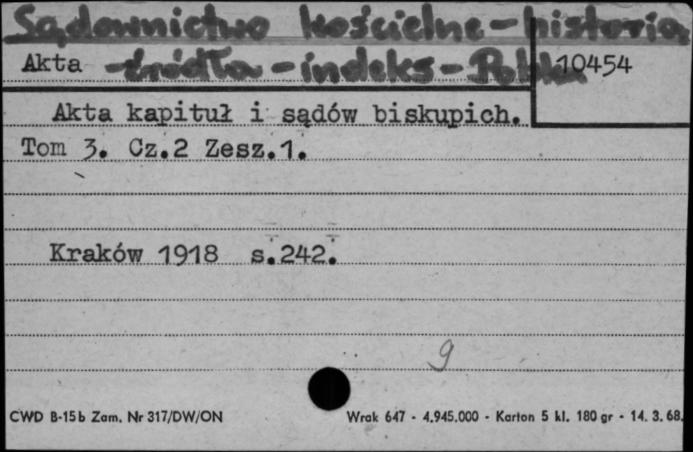 Sądownictwo kościelne – historia
Akta – źródła – indeks – Polska 10454
Akta kapituł i sądów biskupich.
Tom 3. Cz.2 Zesz.1.
Kraków 1918 s.242.
9
CWD B-15b Zam. Nr 317/DW/ON Wrak 647 - 4.945.000 - Karton 5 kl. 180 gr - 14. 3. 68.